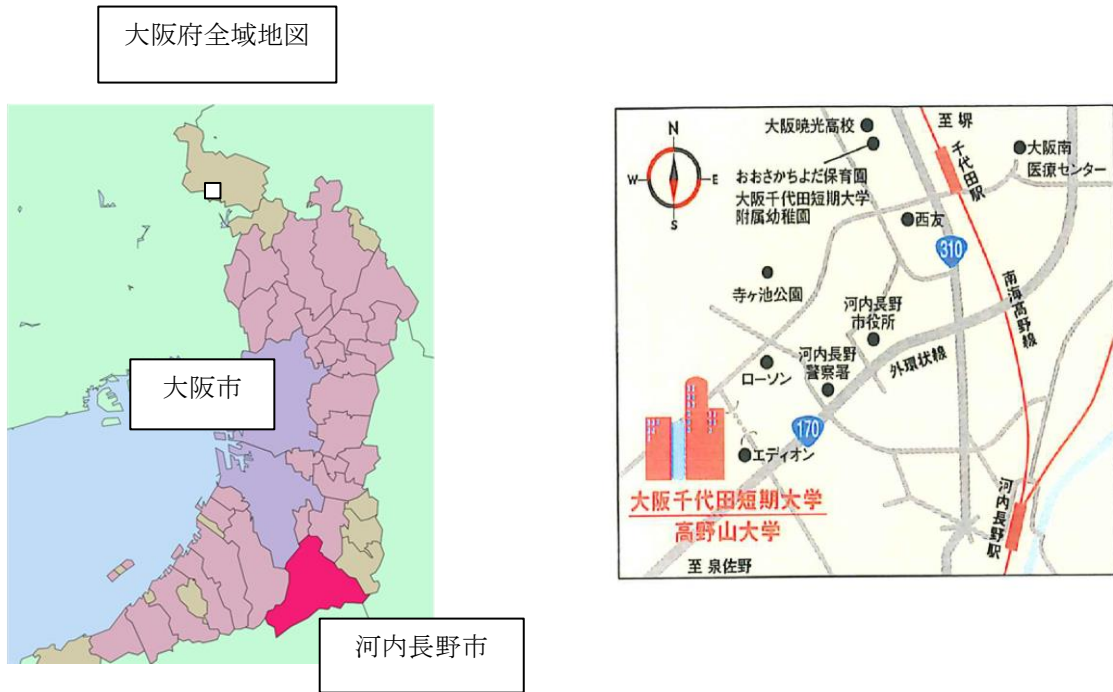 大阪府全域地図
大阪市
河内長野市
N
W
E
S
大阪暁光高校
至 堺
千代田駅
大阪南
医療センター
おおさかちよだ保育園
大阪千代田短期大学
附属幼稚園
西友
310
寺ヶ池公園
河内長野
市役所
南海高野線
外環状線
ローソン
河内長野
警察署
170
エディオン
大阪千代田短期大学
高野山大学
河内長野駅
至 泉佐野